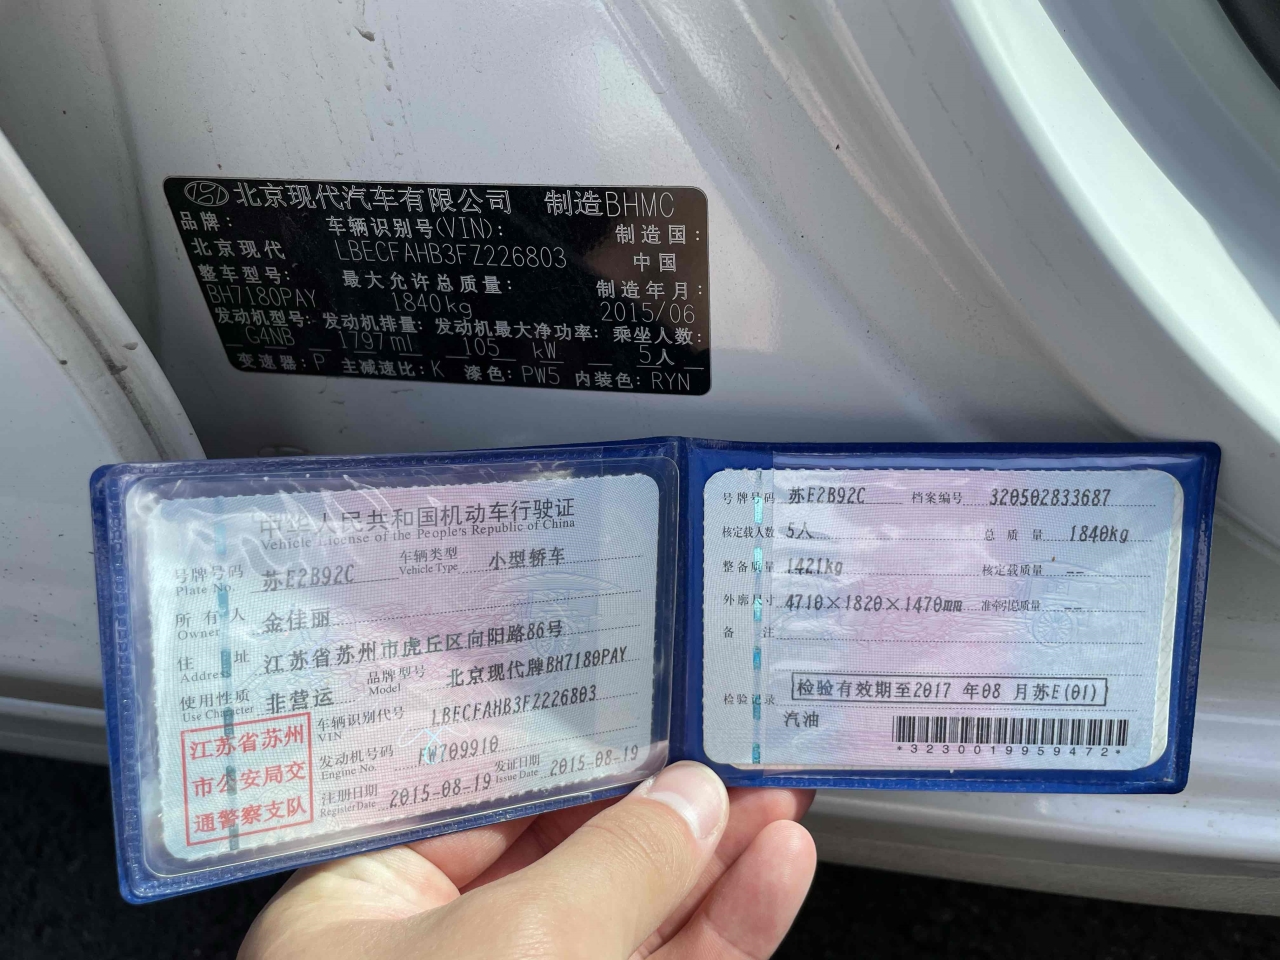 北京现代汽车有限公司 制造BHMC
品牌： 车辆识别号(VIN)： 制造国：
北京现代 LBECFAHB3FZ226803 中国
整车型号： 最大允许总质量： 制造年月：
BH7180PAY 1840kg 2015/06
发动机型号： 发动机排量： 发动机最大净功率： 乘坐人数：
G4NB 1797ml 105 kW 5人
变速器：P 主减速比：K 漆色：PW5 内装色：RYN
中华人民共和国机动车行驶证
Vehicle License of the People's Republic of China
号牌号码 苏E2B92C 车辆类型 小型轿车
Plate No. Vehicle Type
所有人 金佳丽
Owner
住址 江苏省苏州市虎丘区向阳路86号
Address
使用性质 非营运 品牌型号 北京现代牌BH7180PAY
Use Character Model
江苏省苏州
市公安局交
通警察支队
车辆识别代号 LBECFAHB3FZ226803
VIN
发动机号码 FW709910
Engine No.
注册日期 2015-08-19 发证日期 2015-08-19
Register Date Issue Date
号牌号码 苏E2B92C 档案编号 320502833687
核定载人数 5人 总质量 1840kg
整备质量 1421kg 核定载质量 --
外廓尺寸 4710×1820×1470mm 准牵引总质量 --
备注
检验记录 检验有效期至2017年08月苏E(01)
汽油
*3230019959472*